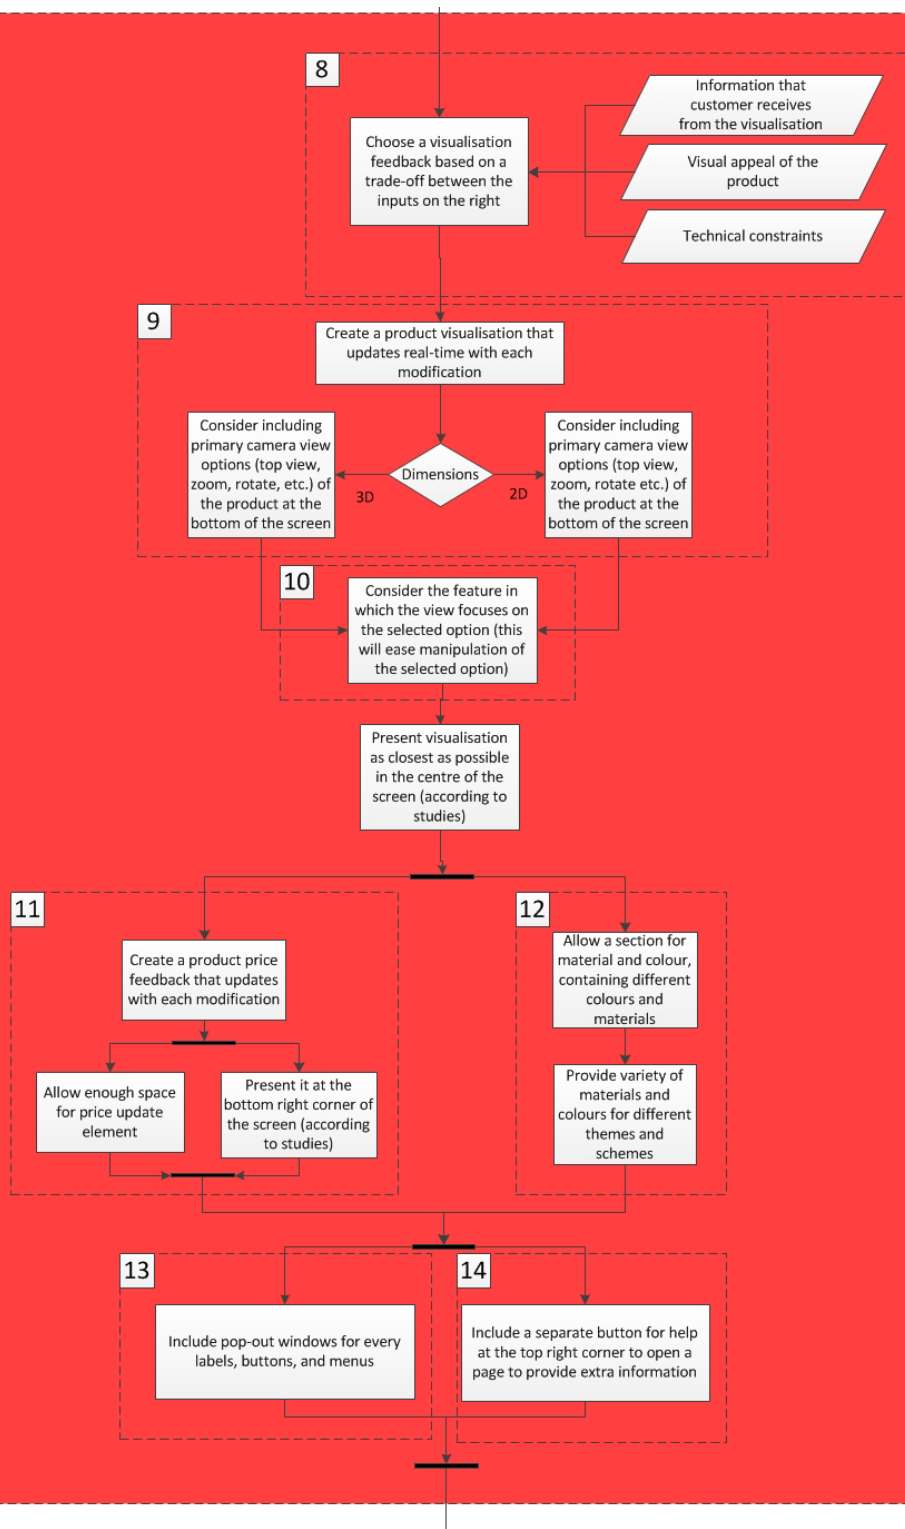 8
Choose a visualisation
feedback based on a
trade-off between the
inputs on the right
Information that
customer receives
from the visualisation
Visual appeal of the
product
Technical constraints
9
Create a product visualisation that
updates real-time with each
modification
Consider including
primary camera view
options (top view,
zoom, rotate, etc.) of
the product at the
bottom of the screen
Dimensions
3D
2D
Consider including
primary camera view
options (top view,
zoom, rotate etc.) of
the product at the
bottom of the screen
10
Consider the feature in
which the view focuses on
the selected option (this
will ease manipulation of
the selected option)
Present visualisation
as closest as possible
in the centre of the
screen (according to
studies)
11
Create a product price
feedback that updates
with each modification
Allow enough space
for price update
element
Present it at the
bottom right corner of
the screen (according
to studies)
12
Allow a section for
material and colour,
containing different
colours and
materials
Provide variety of
materials and
colours for different
themes and
schemes
13
Include pop-out windows for every
labels, buttons, and menus
14
Include a separate button for help
at the top right corner to open a
page to provide extra information